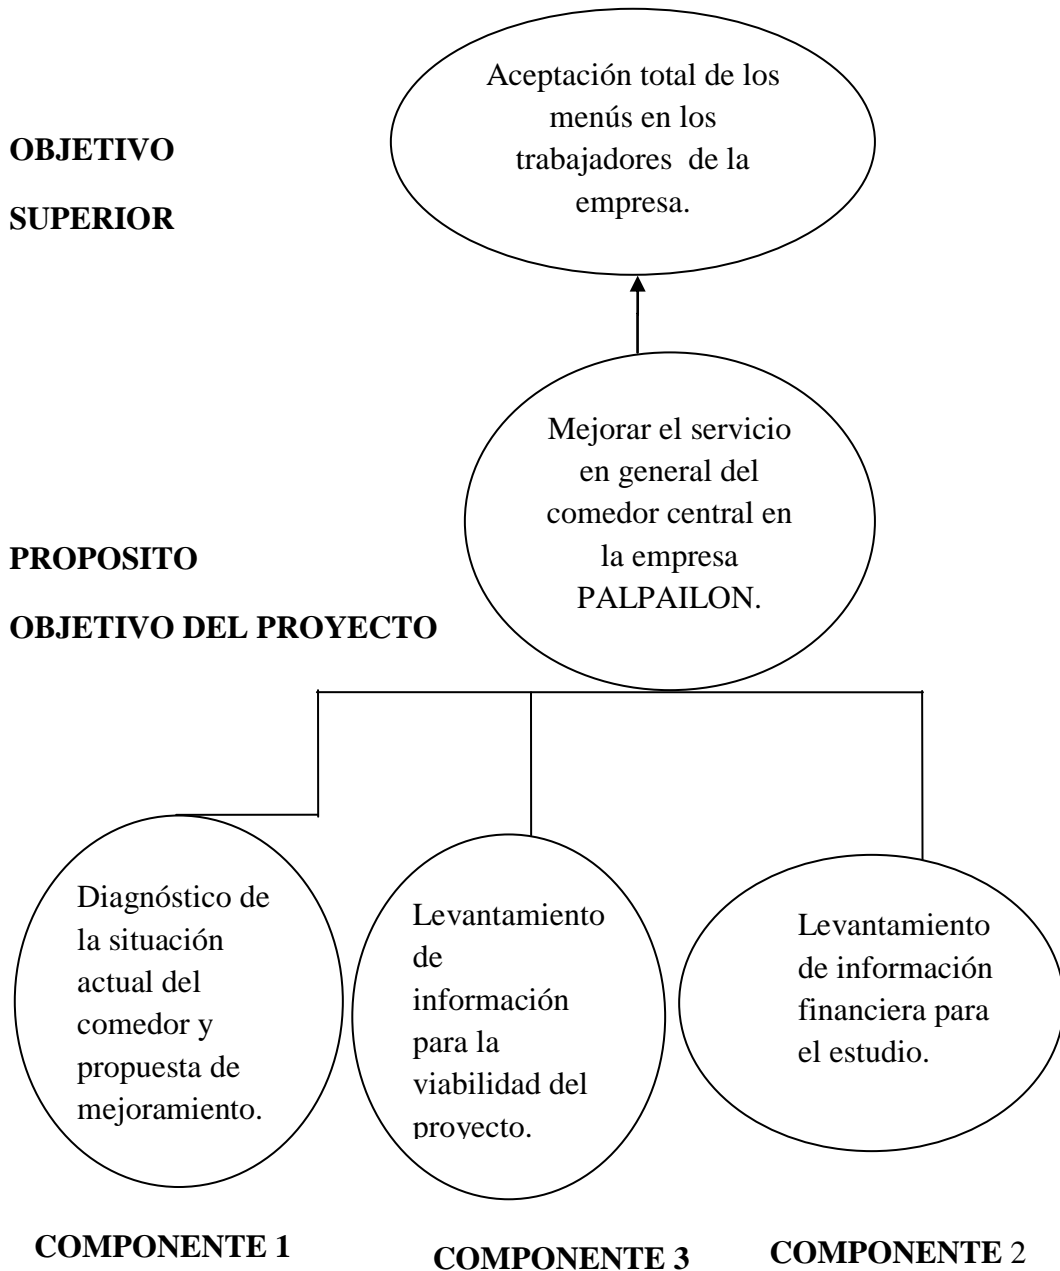 Aceptación total de los
menús en los
trabajadores de la
empresa.
OBJETIVO
SUPERIOR
Mejorar el servicio
en general del
comedor central en
la empresa
PALPAILON.
PROPOSITO
OBJETIVO DEL PROYECTO
Diagnóstico de
la situación
actual del
comedor y
propuesta de
mejoramiento.
Levantamiento
de
información
para la
viabilidad del
proyecto.
Levantamiento
de información
financiera para
el estudio.
COMPONENTE 1
COMPONENTE 3
COMPONENTE 2